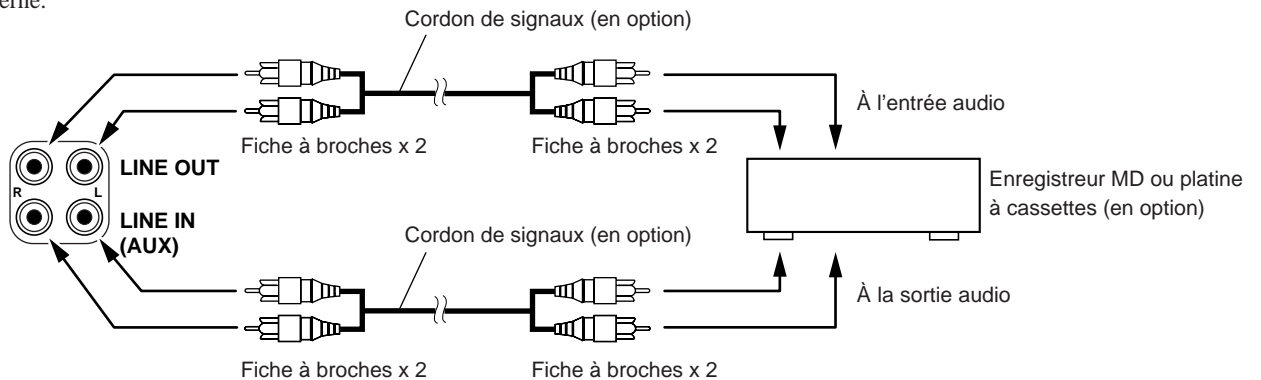 erne.
Cordon de signaux (en option)
À l’entrée audio
Fiche à broches x 2
Fiche à broches x 2
LINE OUT
R
L
Enregistreur MD ou platine
à cassettes (en option)
LINE IN
(AUX)
Cordon de signaux (en option)
À la sortie audio
Fiche à broches x 2
Fiche à broches x 2